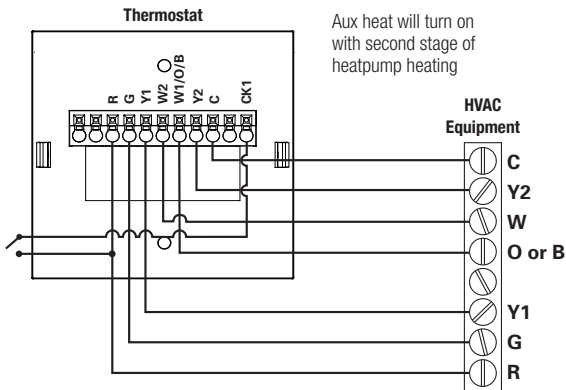 Thermostat
Aux heat will turn on
with second stage of
heatpump heating
R
G
Y1
W2
W1/O/B
Y2
C
CK1
HVAC
Equipment
C
Y2
W
O or B
Y1
G
R